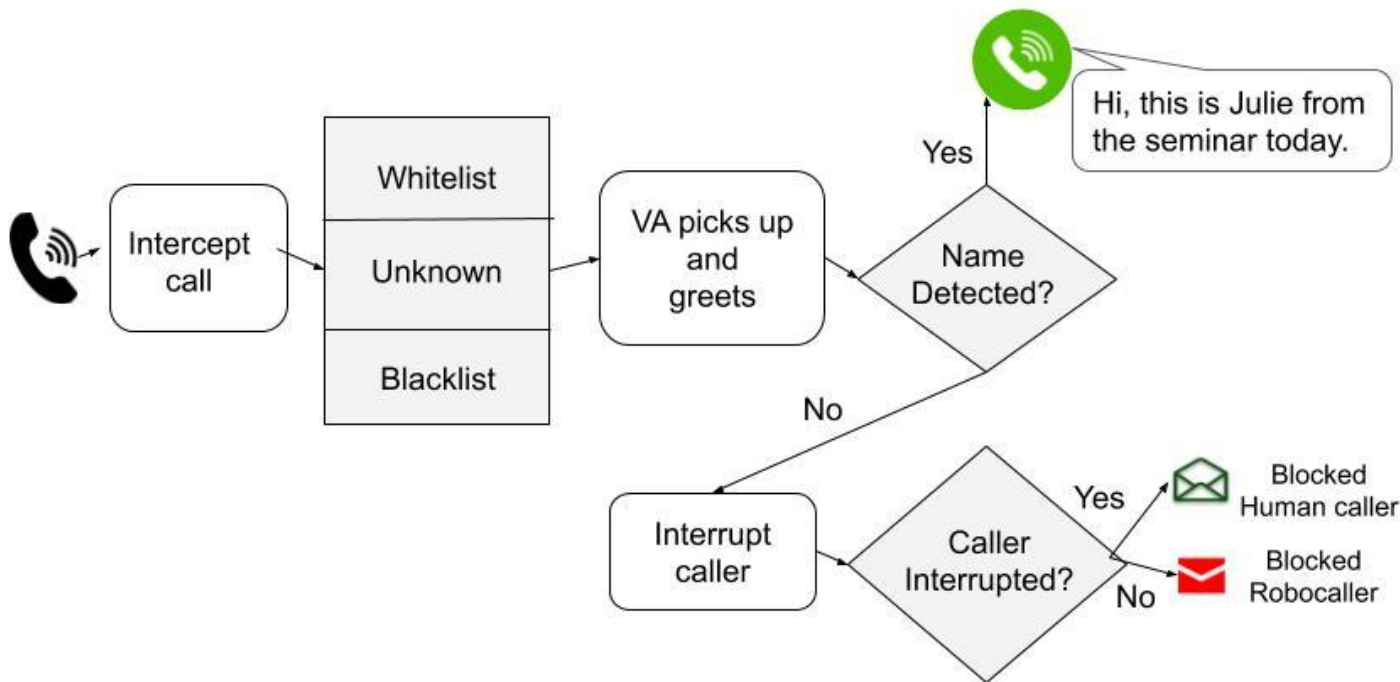 Hi, this is Julie from
the seminar today.
Yes
Whitelist
Intercept
call
Unknown
VA picks up
and
greets
Name
Detected?
Blacklist
No
Interrupt
caller
Caller
Interrupted?
Yes
Blocked
Human caller
No
Blocked
Robocaller